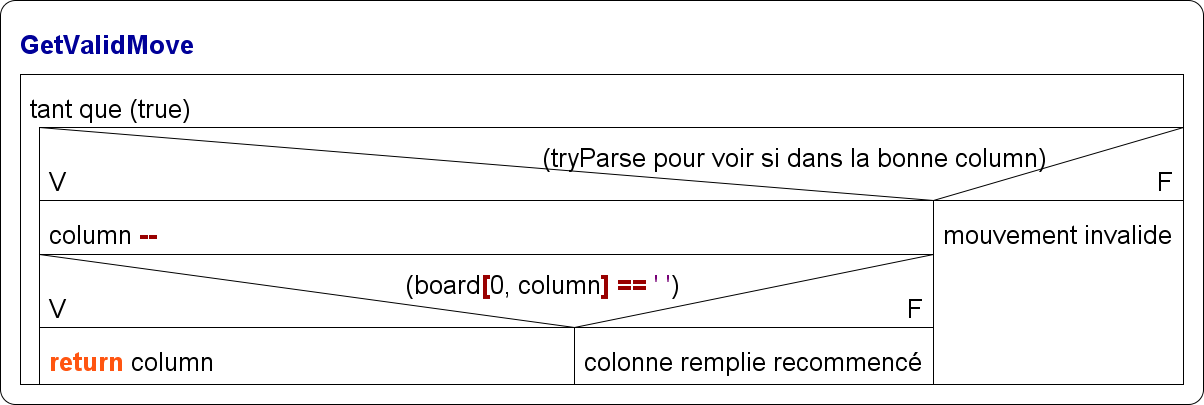 GetValidMove
tant que (true)
(tryParse pour voir si dans la bonne column)
V
F
column --
mouvement invalide
(board[0, column] == ' ')
V
F
return column
colonne remplie recommencé